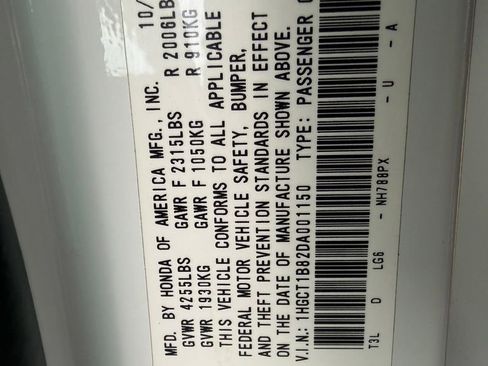 MFD. BY HONDA OF AMERICA MFG., INC. 10/
GVWR 4255LBS GAWR F 2315LBS R 2006LB
GVWR 1930KG GAWR F 1050KG R 910KG
THIS VEHICLE CONFORMS TO ALL APPLICABLE
FEDERAL MOTOR VEHICLE SAFETY, BUMPER,
AND THEFT PREVENTION STANDARDS IN EFFECT
ON THE DATE OF MANUFACTURE SHOWN ABOVE.
V.I.N.: 1HGCT1B82DA001150 TYPE: PASSENGER
T3L D LG6 - NH788PX - U - A